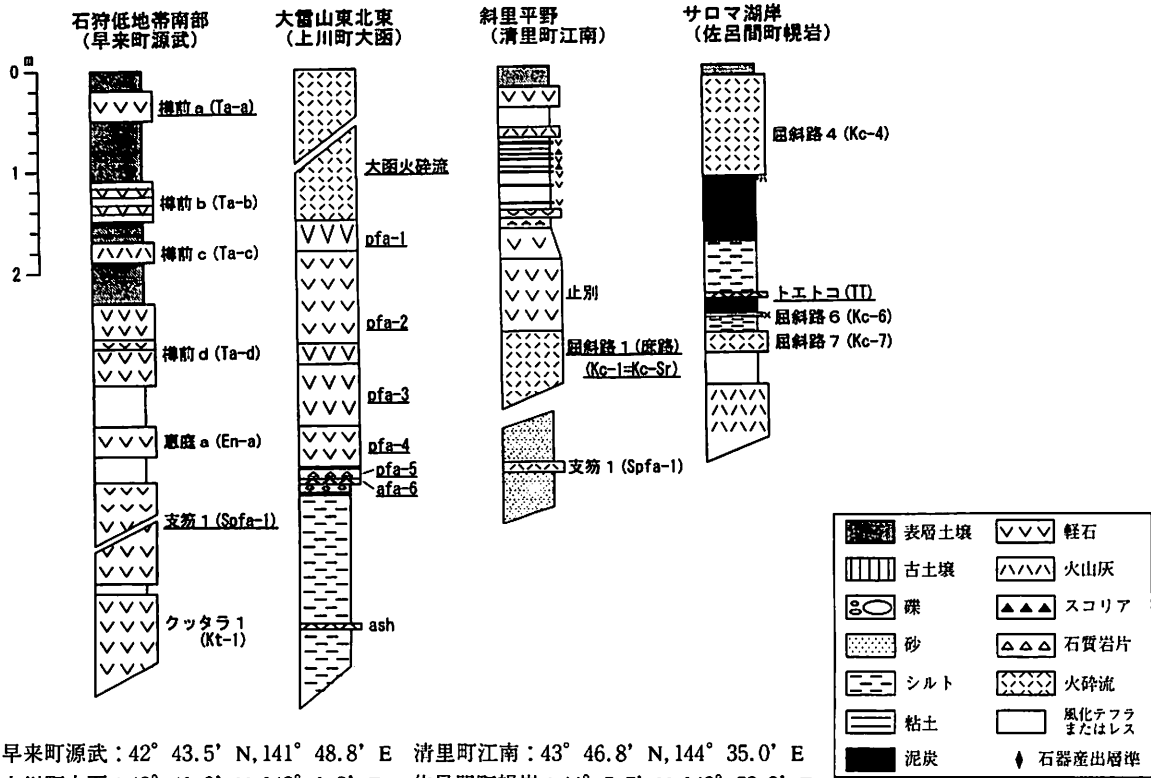 石狩低地帯南部
(早来町源武)
大雪山東北東
(上川町大函)
斜里平野
(清里町江南)
サロマ湖岸
(佐呂間町幌岩)
0 m
1
2
樽前 a (Ta-a)
樽前 b (Ta-b)
樽前 c (Ta-c)
樽前 d (Ta-d)
恵庭 a (En-a)
支笏 1 (Spfa-1)
クッタラ 1
(Kt-1)
大函火砕流
pfa-1
pfa-2
pfa-3
pfa-4
pfa-5
afa-6
ash
止別
屈斜路 1 (庶路)
(Kc-1=Kc-Sr)
支笏 1 (Spfa-1)
屈斜路 4 (Kc-4)
トエトコ (TT)
屈斜路 6 (Kc-6)
屈斜路 7 (Kc-7)
表層土壌
軽石
古土壌
火山灰
礫
スコリア
砂
石質岩片
シルト
火砕流
粘土
風化テフラ
またはレス
泥炭
石器産出層準
早来町源武：42° 43.5' N, 141° 48.8' E 清里町江南：43° 46.8' N, 144° 35.0' E